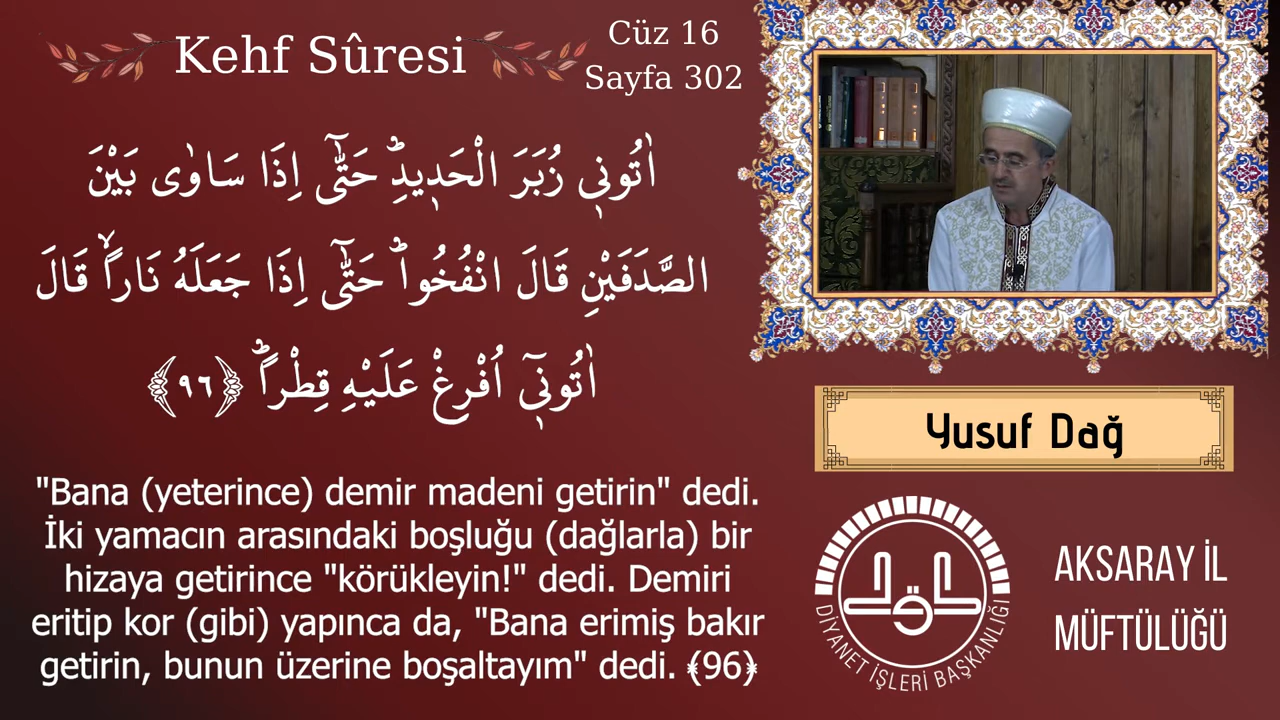 Kehf Sûresi
Cüz 16
Sayfa 302
اٰتُون۪ي زُبَرَ الْحَد۪يدِۜ حَتّٰٓى اِذَا سَاوٰى بَيْنَ
الصَّدَفَيْنِ قَالَ انْفُخُواۜ حَتّٰٓى اِذَا جَعَلَهُ نَاراًۙ قَالَ
اٰتُون۪ٓي اُفْرِغْ عَلَيْهِ قِطْراًۜ ﴿٩٦﴾
"Bana (yeterince) demir madeni getirin" dedi.
İki yamacın arasındaki boşluğu (dağlarla) bir
hizaya getirince "körükleyin!" dedi. Demiri
eritip kor (gibi) yapınca da, "Bana erimiş bakır
getirin, bunun üzerine boşaltayım" dedi. ﴾96﴿
Yusuf Dağ
DİYANET İŞLERİ BAŞKANLIĞI
AKSARAY İL
MÜFTÜLÜĞÜ